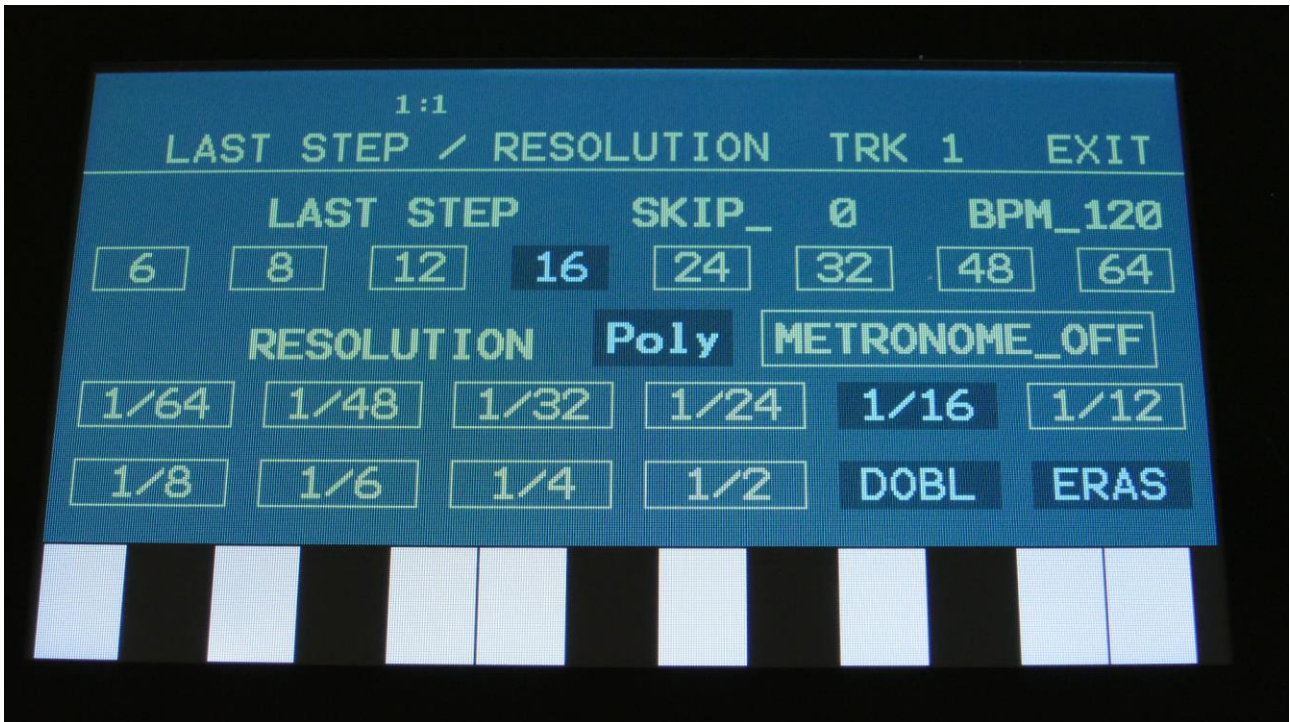 1:1
LAST STEP / RESOLUTION TRK 1 EXIT
LAST STEP SKIP_ 0 BPM_120
6 8 12 16 24 32 48 64
RESOLUTION Poly METRONOME_OFF
1/64 1/48 1/32 1/24 1/16 1/12
1/8 1/6 1/4 1/2 DOBL ERAS